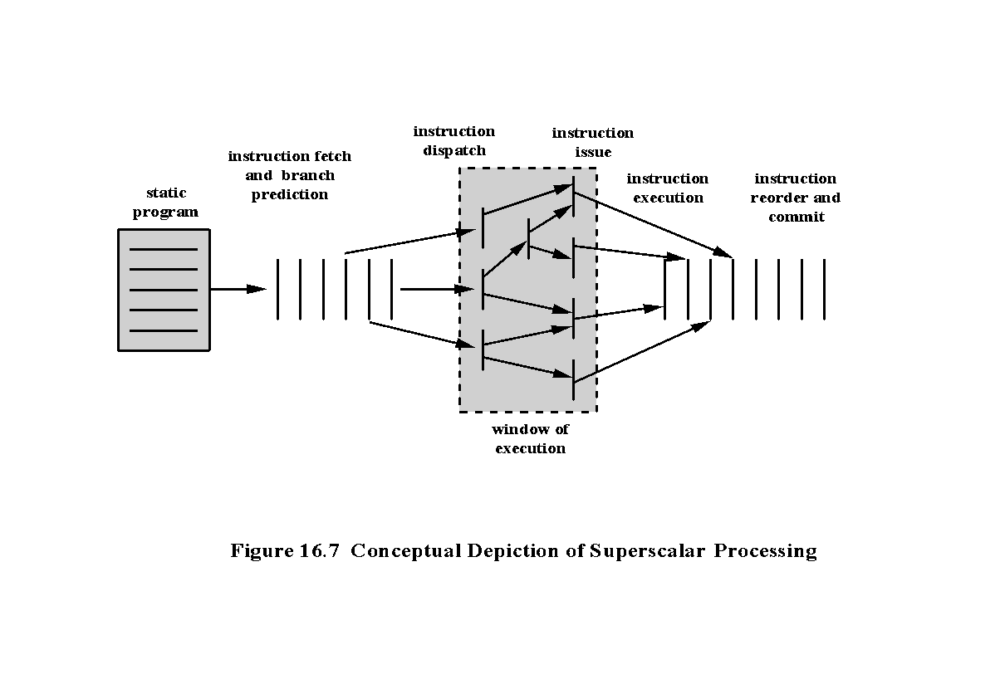 static
program
instruction fetch
and branch
prediction
instruction
dispatch
instruction
issue
instruction
execution
instruction
reorder and
commit
window of
execution
Figure 16.7 Conceptual Depiction of Superscalar Processing